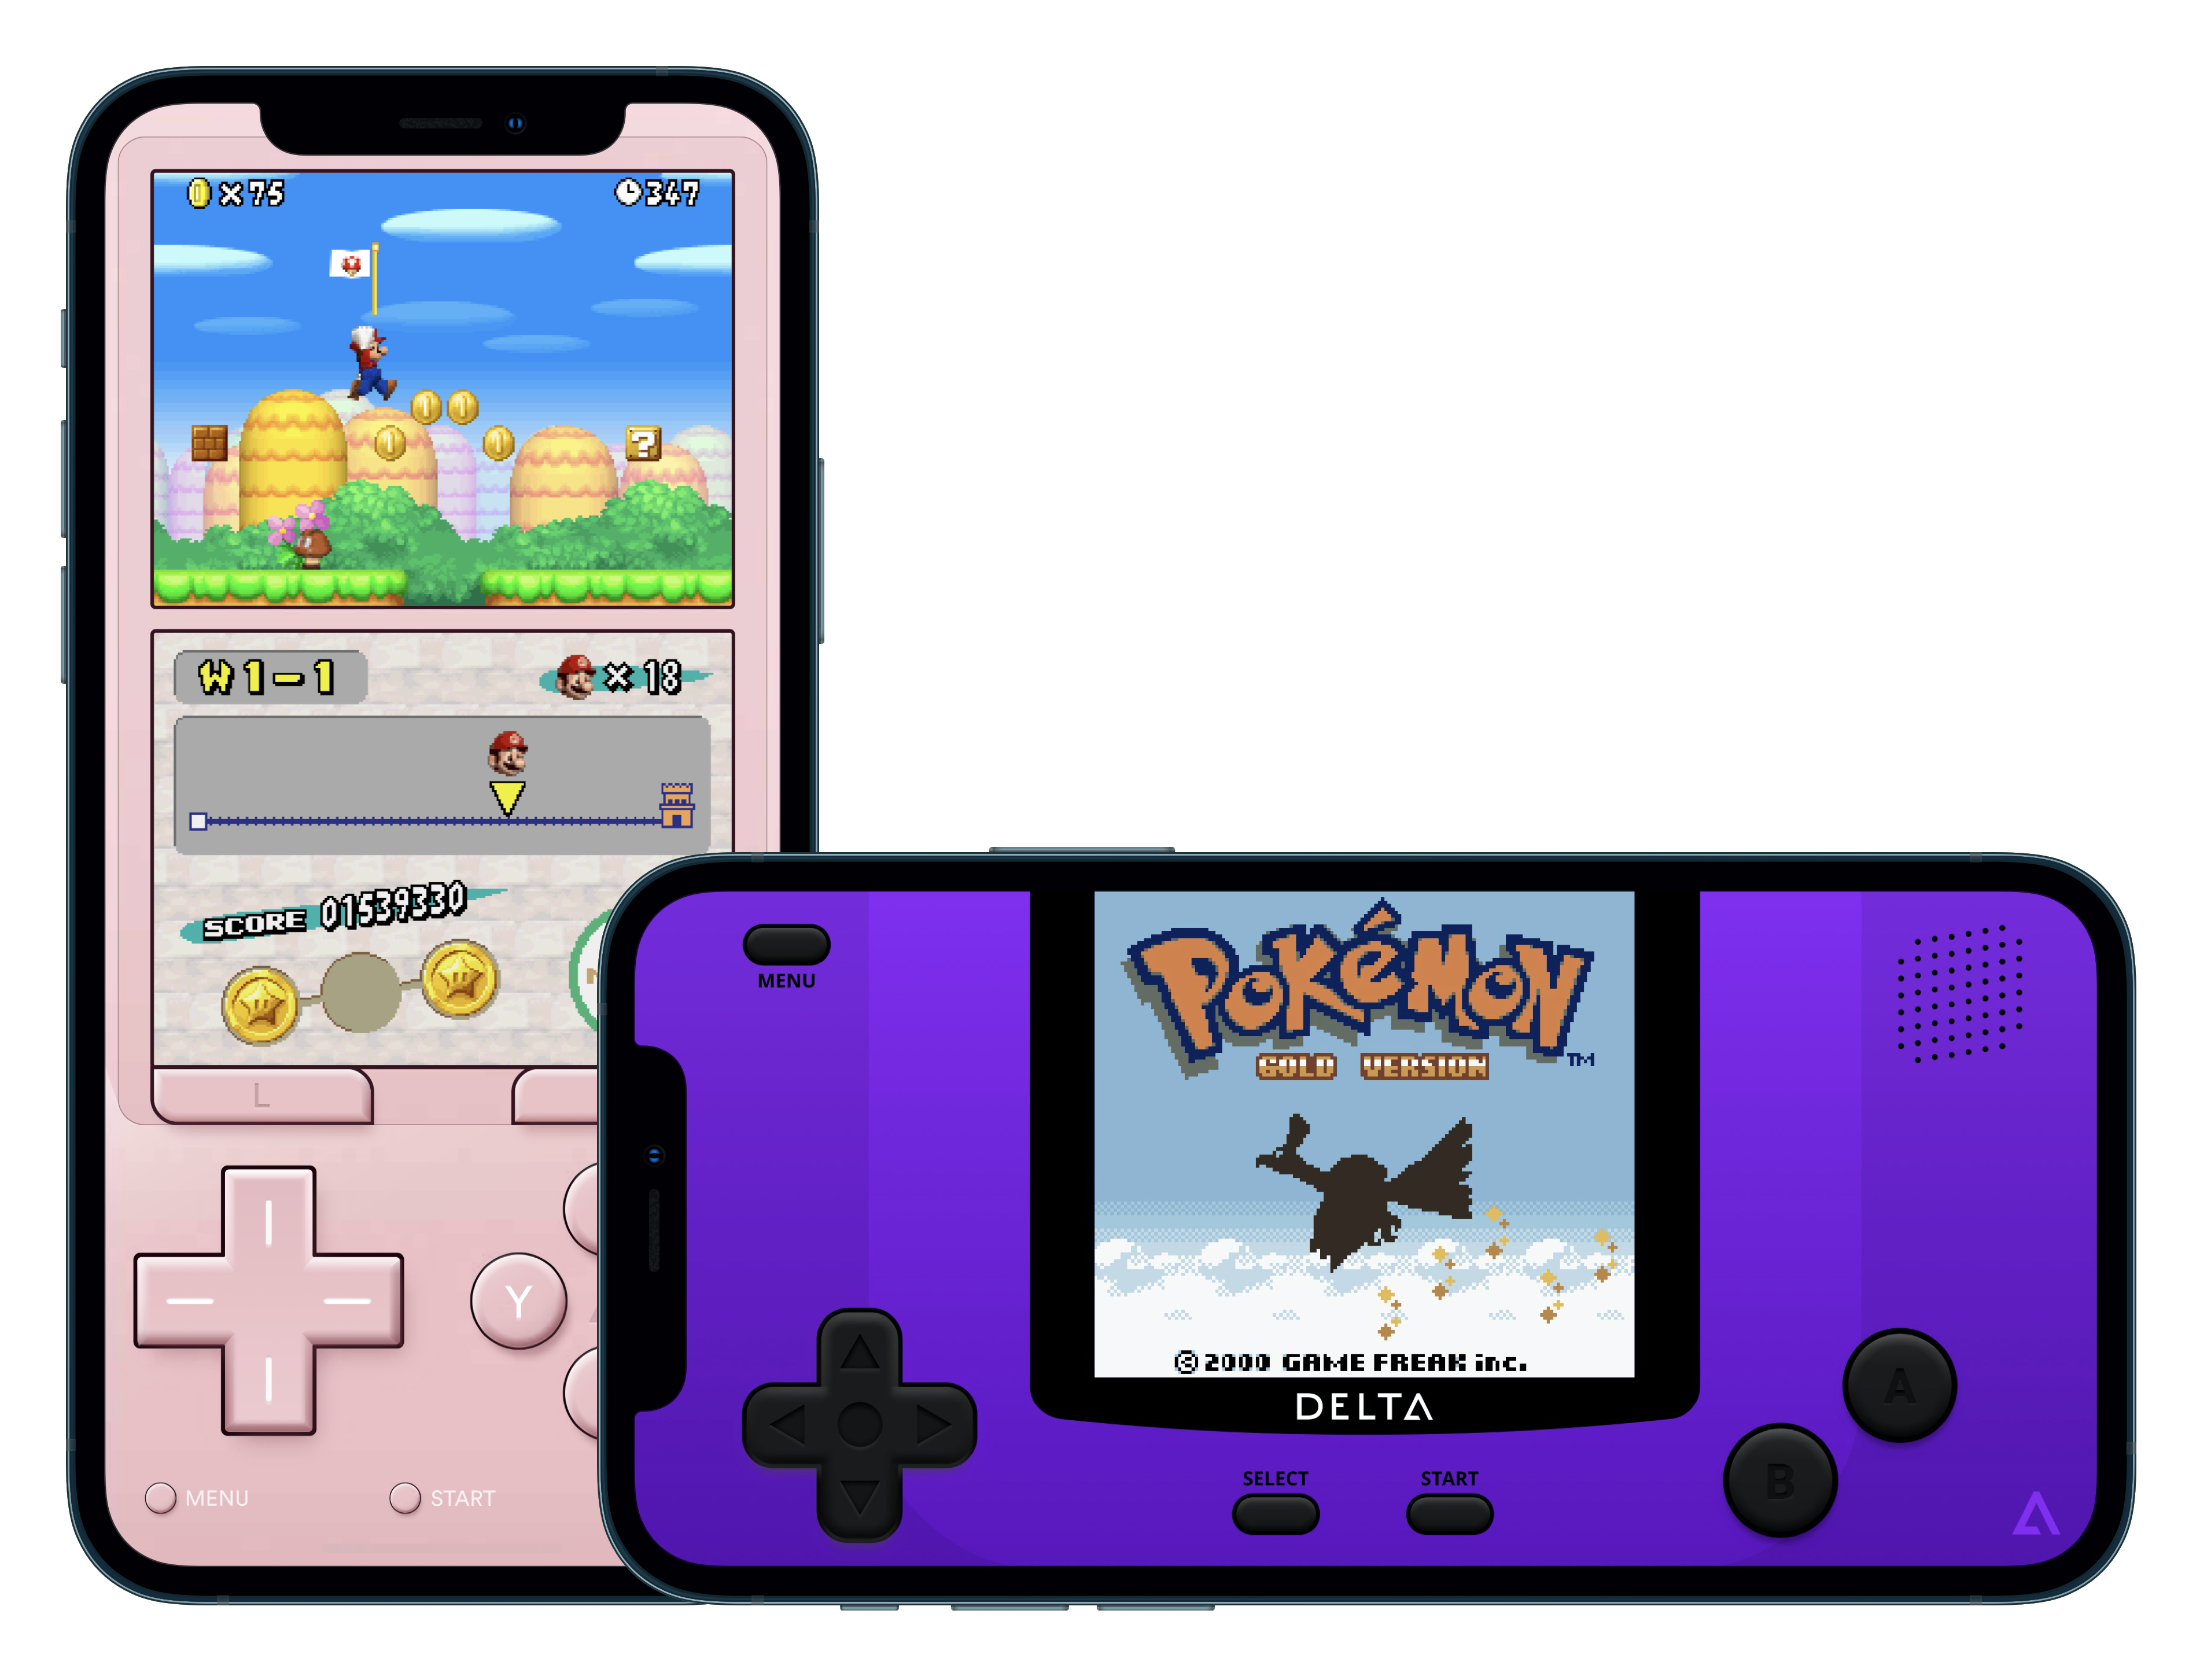 ×75
347
W1-1
×18
SCORE 01539330
L
Y
MENU
START
MENU
POKéMON
GOLD VERSION
TM
©2000 GAME FREAK inc.
DELTA
SELECT
START
A
B